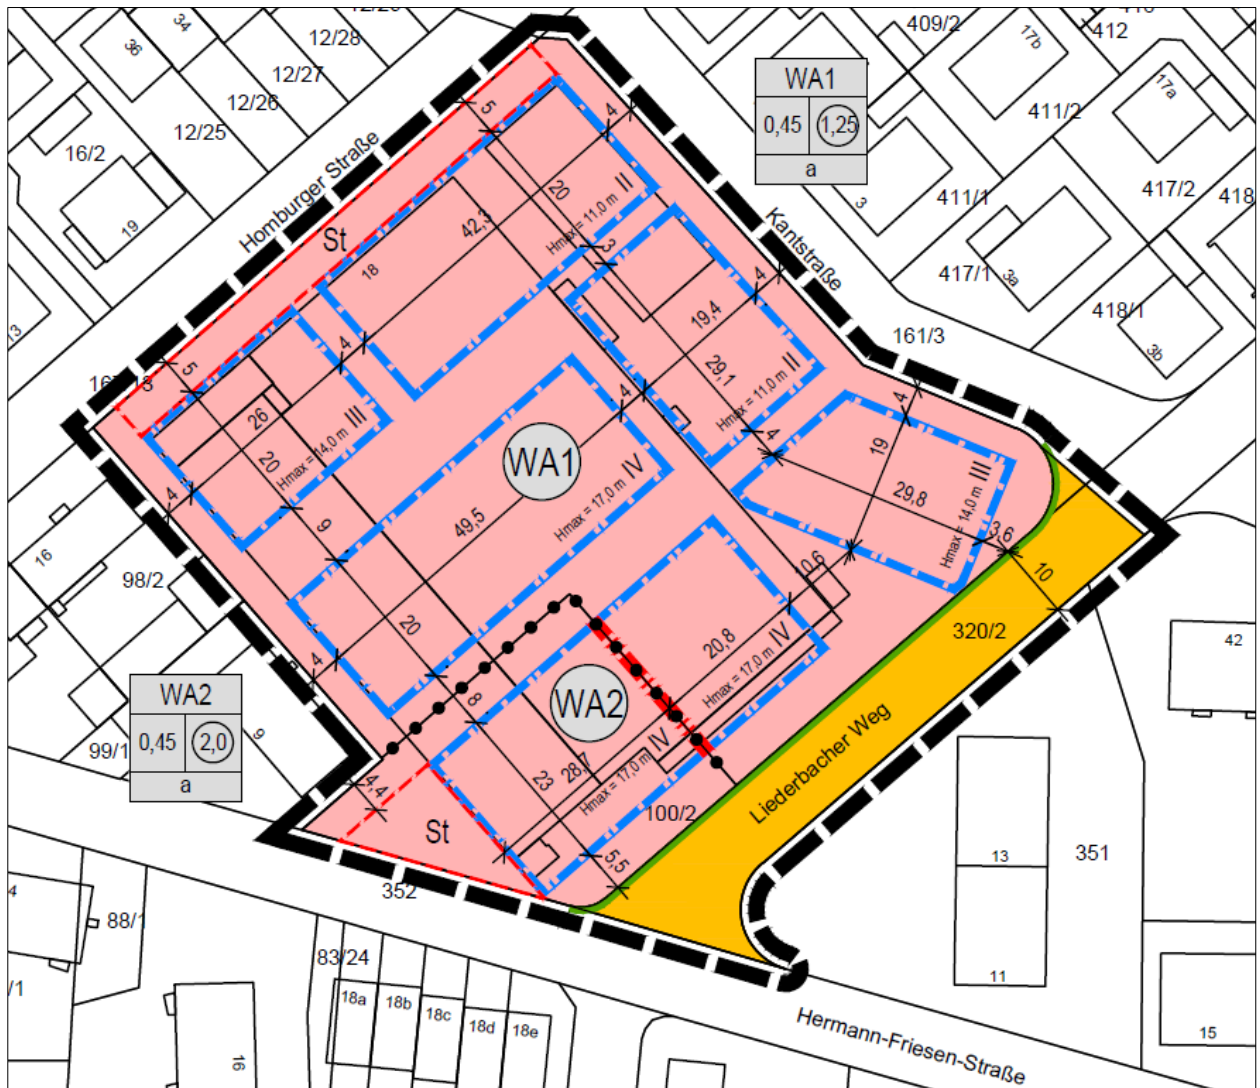 12/28
409/2
412
34
36
17b
12/27
WA1
17a
12/26
0,45
1,25
411/2
12/25
5
4
16/2
a
417/2
Homburger Straße
20
II
3
411/1
418
19
42,3
Hmax = 11,0 m
Kantstraße
St
18
3
4
417/1
3a
418/1
13
4
19,4
161/3
3b
5
29,1
II
Hmax = 11,0 m
4
4
26
III
Hmax = 14,0 m
20
WA1
4
19
III
29,8
Hmax = 14,0 m
4
9
49,5
IV
Hmax = 17,0 m
3,6
16
98/2
10,6
10
20
320/2
42
4
20,8
IV
Hmax = 17,0 m
WA2
0,45
2,0
a
99/1
9
8
WA2
4,4
23
28,7
IV
Hmax = 17,0 m
Liederbacher Weg
St
100/2
5,5
13
351
352
4
88/1
83/24
11
/1
18a
18b
18c
18d
18e
Hermann-Friesen-Straße
16
15